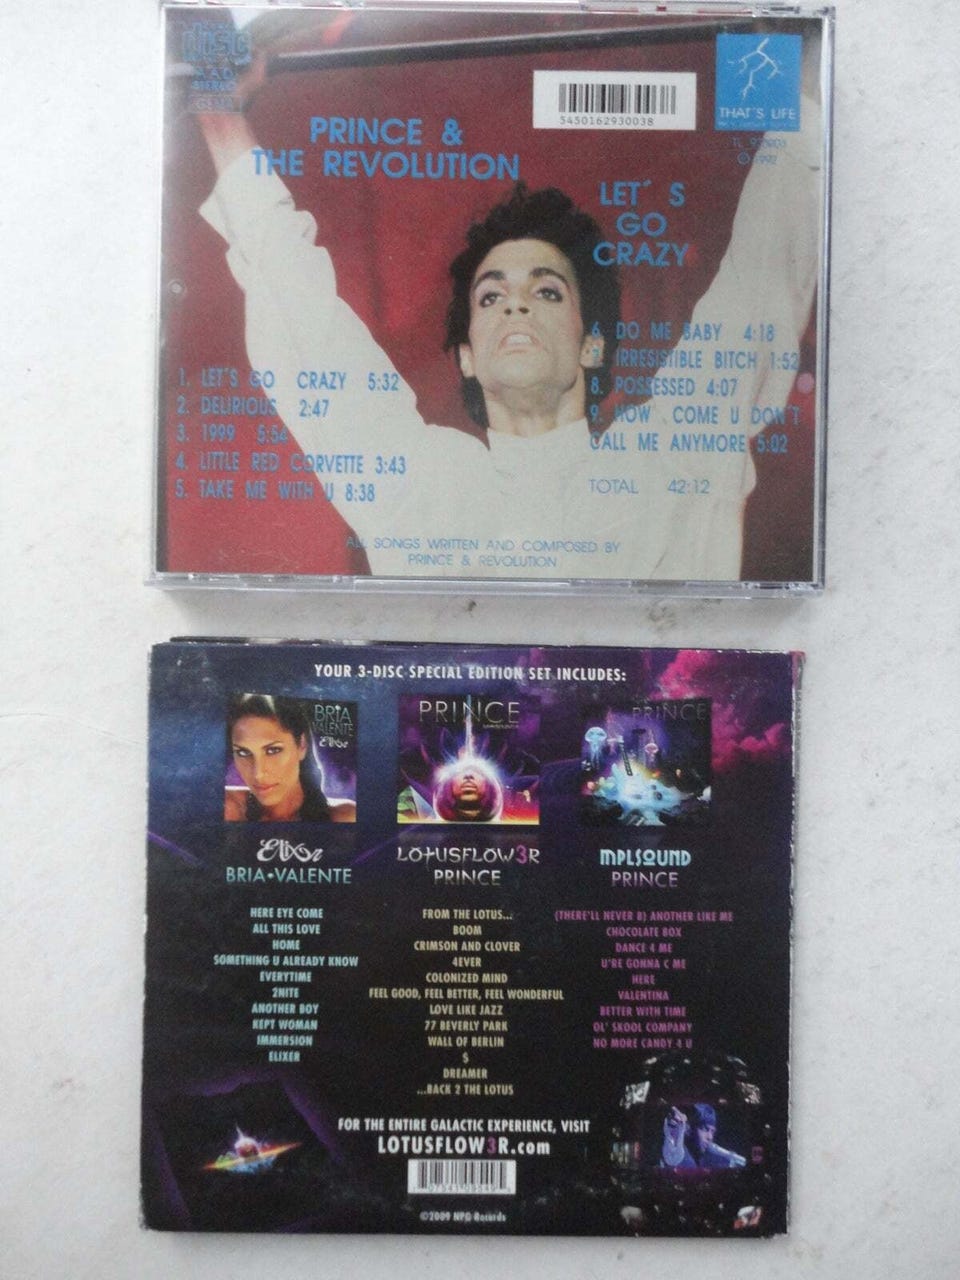 disc
STEREO
GEMA
PRINCE &
THE REVOLUTION
5450162930038
THAT´S LIFE
LET´ S
GO
CRAZY
1. LET´S GO CRAZY 5:32
2. DELIRIOUS 2:47
3. 1999 5:54
4. LITTLE RED CORVETTE 3:43
5. TAKE ME WITH U 8:38
6. DO ME BABY 4:18
7. IRRESISTIBLE BITCH 1:52
8. POSSESSED 4:07
9. HOW COME U DON´T
CALL ME ANYMORE 5:02
TOTAL 42:12
ALL SONGS WRITTEN AND COMPOSED BY
PRINCE & REVOLUTION
YOUR 3-DISC SPECIAL EDITION SET INCLUDES:
BRIA
VALENTE
Elixer
PRINCE
PRINCE
Elixer
BRIA•VALENTE
HERE EYE COME
ALL THIS LOVE
HOME
SOMETHING U ALREADY KNOW
EVERYTIME
2NITE
ANOTHER BOY
KEPT WOMAN
IMMERSION
ELIXER
LOTUSFLOW3R
PRINCE
FROM THE LOTUS...
BOOM
CRIMSON AND CLOVER
4EVER
COLONIZED MIND
FEEL GOOD, FEEL BETTER, FEEL WONDERFUL
LOVE LIKE JAZZ
77 BEVERLY PARK
WALL OF BERLIN
$
DREAMER
...BACK 2 THE LOTUS
MPLSOUND
PRINCE
(THERE'LL NEVER B) ANOTHER LIKE ME
CHOCOLATE BOX
DANCE 4 ME
U'RE GONNA C ME
HERE
VALENTINA
BETTER WITH TIME
OL' SKOOL COMPANY
NO MORE CANDY 4 U
FOR THE ENTIRE GALACTIC EXPERIENCE, VISIT
LOTUSFLOW3R.com
©2009 NPG Records